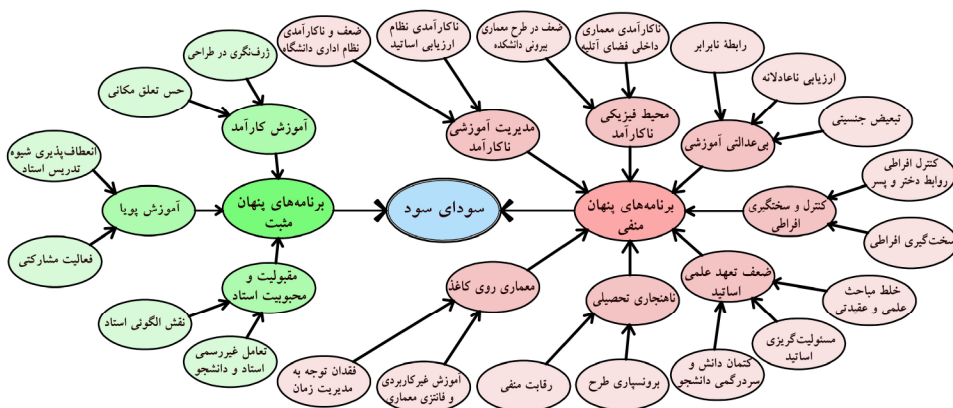 ضعف و ناکارآمدی
نظام اداری دانشگاه
ناکارآمدی نظام
ارزیابی اساتید
ضعف در طرح معماری
بیرونی دانشکده
ناکارآمدی معماری
داخلی فضای آتلیه
رابطهٔ نابرابر
ارزیابی ناعادلانه
تبعیض جنسیتی
ژرف‌نگری در طراحی
حس تعلق مکانی
آموزش کارآمد
مدیریت آموزشی
ناکارآمد
محیط فیزیکی
ناکارآمد
بی‌عدالتی آموزشی
انعطاف‌پذیری شیوه
تدریس استاد
آموزش پویا
برنامه‌های پنهان
مثبت
سودای سود
برنامه‌های پنهان
منفی
کنترل و سختگیری
افراطی
کنترل افراطی
روابط دختر و پسر
سخت‌گیری افراطی
فعالیت مشارکتی
مقبولیت و
محبوبیت استاد
معماری روی کاغذ
ناهنجاری تحصیلی
ضعف تعهد علمی
اساتید
خلط مباحث
علمی و عقیدتی
نقش الگوئی استاد
تعامل غیررسمی
استاد و دانشجو
فقدان توجه به
مدیریت زمان
آموزش غیرکاربردی
و فانتزی معماری
رقابت منفی
برونسپاری طرح
کتمان دانش و
سردرگمی دانشجو
مسئولیت‌گریزی
اساتید